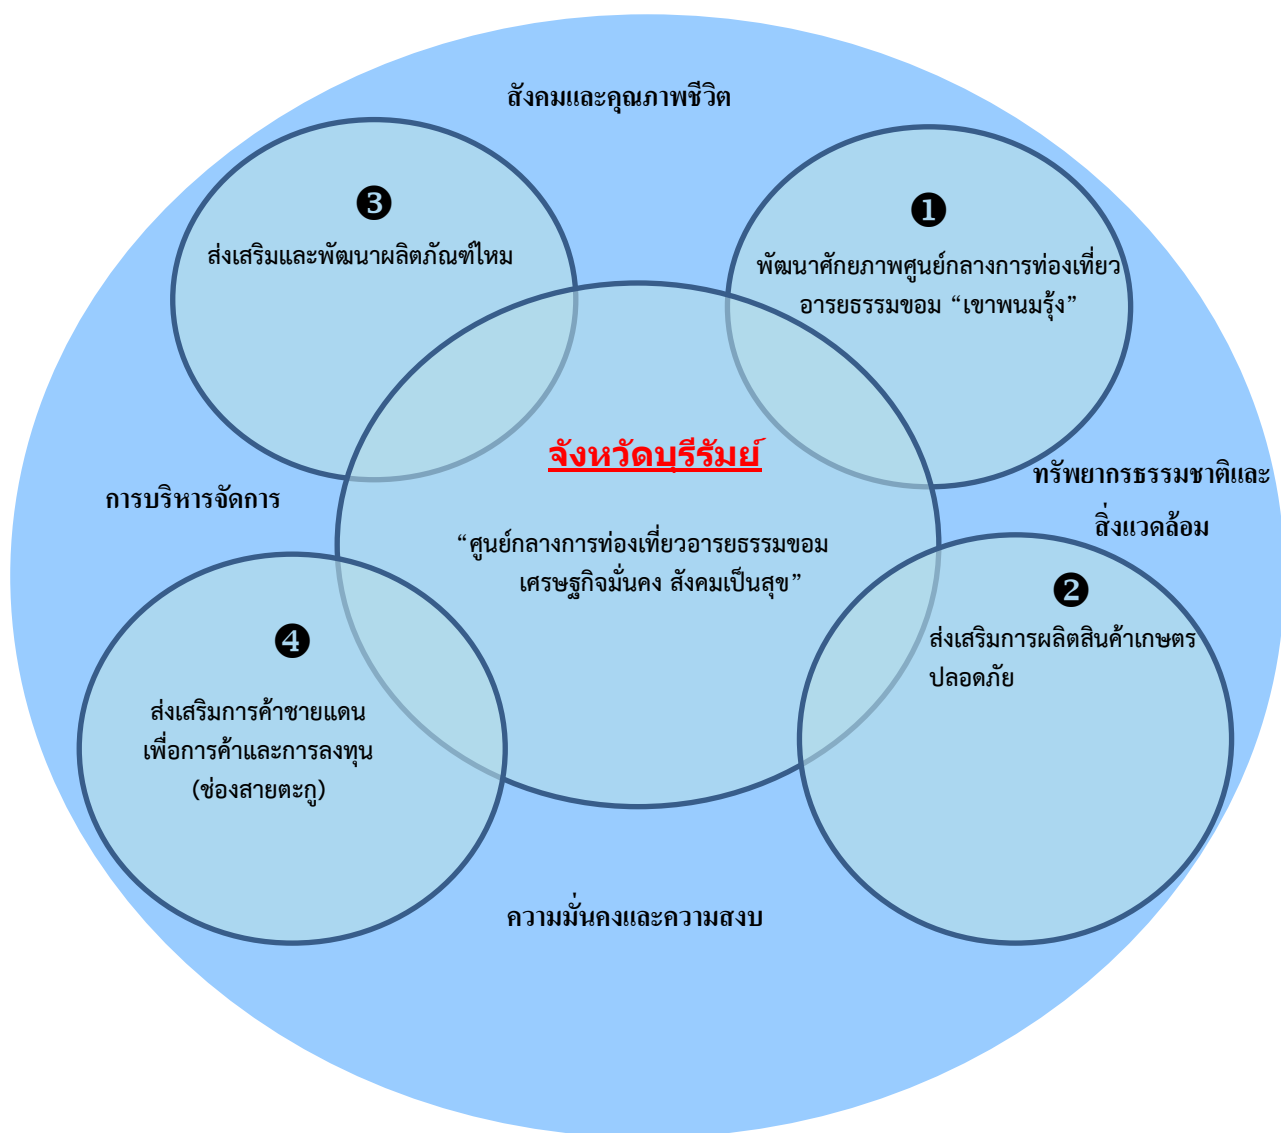 สังคมและคุณภาพชีวิต
❸
ส่งเสริมและพัฒนาผลิตภัณฑ์ไหม
❶
พัฒนาศักยภาพศูนย์กลางการท่องเที่ยว
อารยธรรมขอม “เขาพนมรุ้ง”
จังหวัดบุรีรัมย์
“ศูนย์กลางการท่องเที่ยวอารยธรรมขอม
เศรษฐกิจมั่นคง สังคมเป็นสุข”
การบริหารจัดการ
ทรัพยากรธรรมชาติและ
สิ่งแวดล้อม
❹
ส่งเสริมการค้าชายแดน
เพื่อการค้าและการลงทุน
(ช่องสายตะกู)
❷
ส่งเสริมการผลิตสินค้าเกษตร
ปลอดภัย
ความมั่นคงและความสงบ